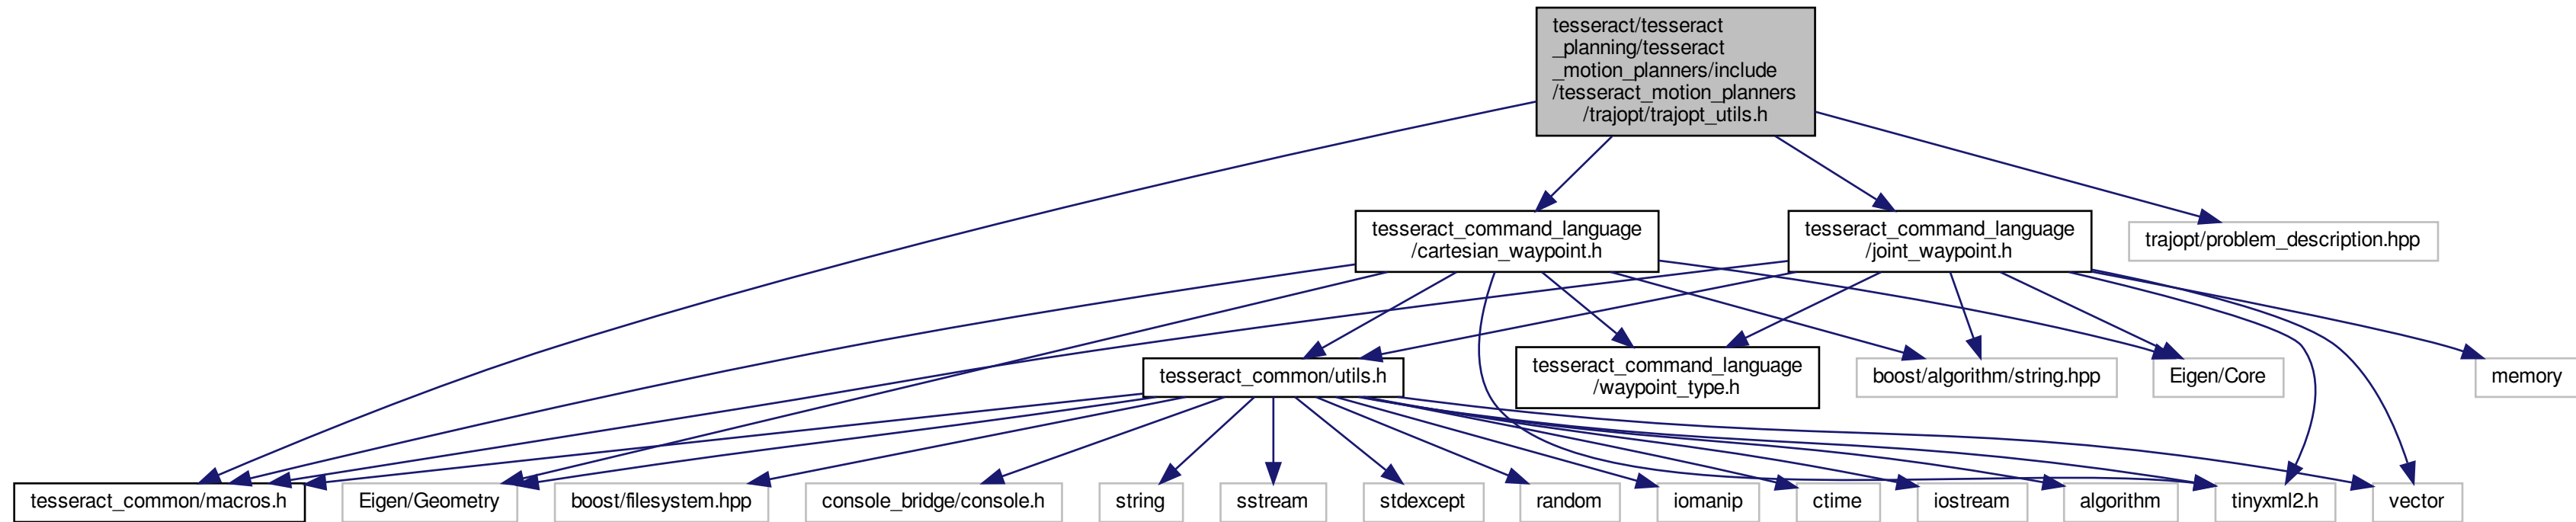 tesseract/tesseract
_planning/tesseract
_motion_planners/include
/tesseract_motion_planners
/trajopt/trajopt_utils.h
tesseract_command_language
/cartesian_waypoint.h
tesseract_command_language
/joint_waypoint.h
trajopt/problem_description.hpp
tesseract_common/utils.h
tesseract_command_language
/waypoint_type.h
boost/algorithm/string.hpp
Eigen/Core
memory
tesseract_common/macros.h
Eigen/Geometry
boost/filesystem.hpp
console_bridge/console.h
string
sstream
stdexcept
random
iomanip
ctime
iostream
algorithm
tinyxml2.h
vector